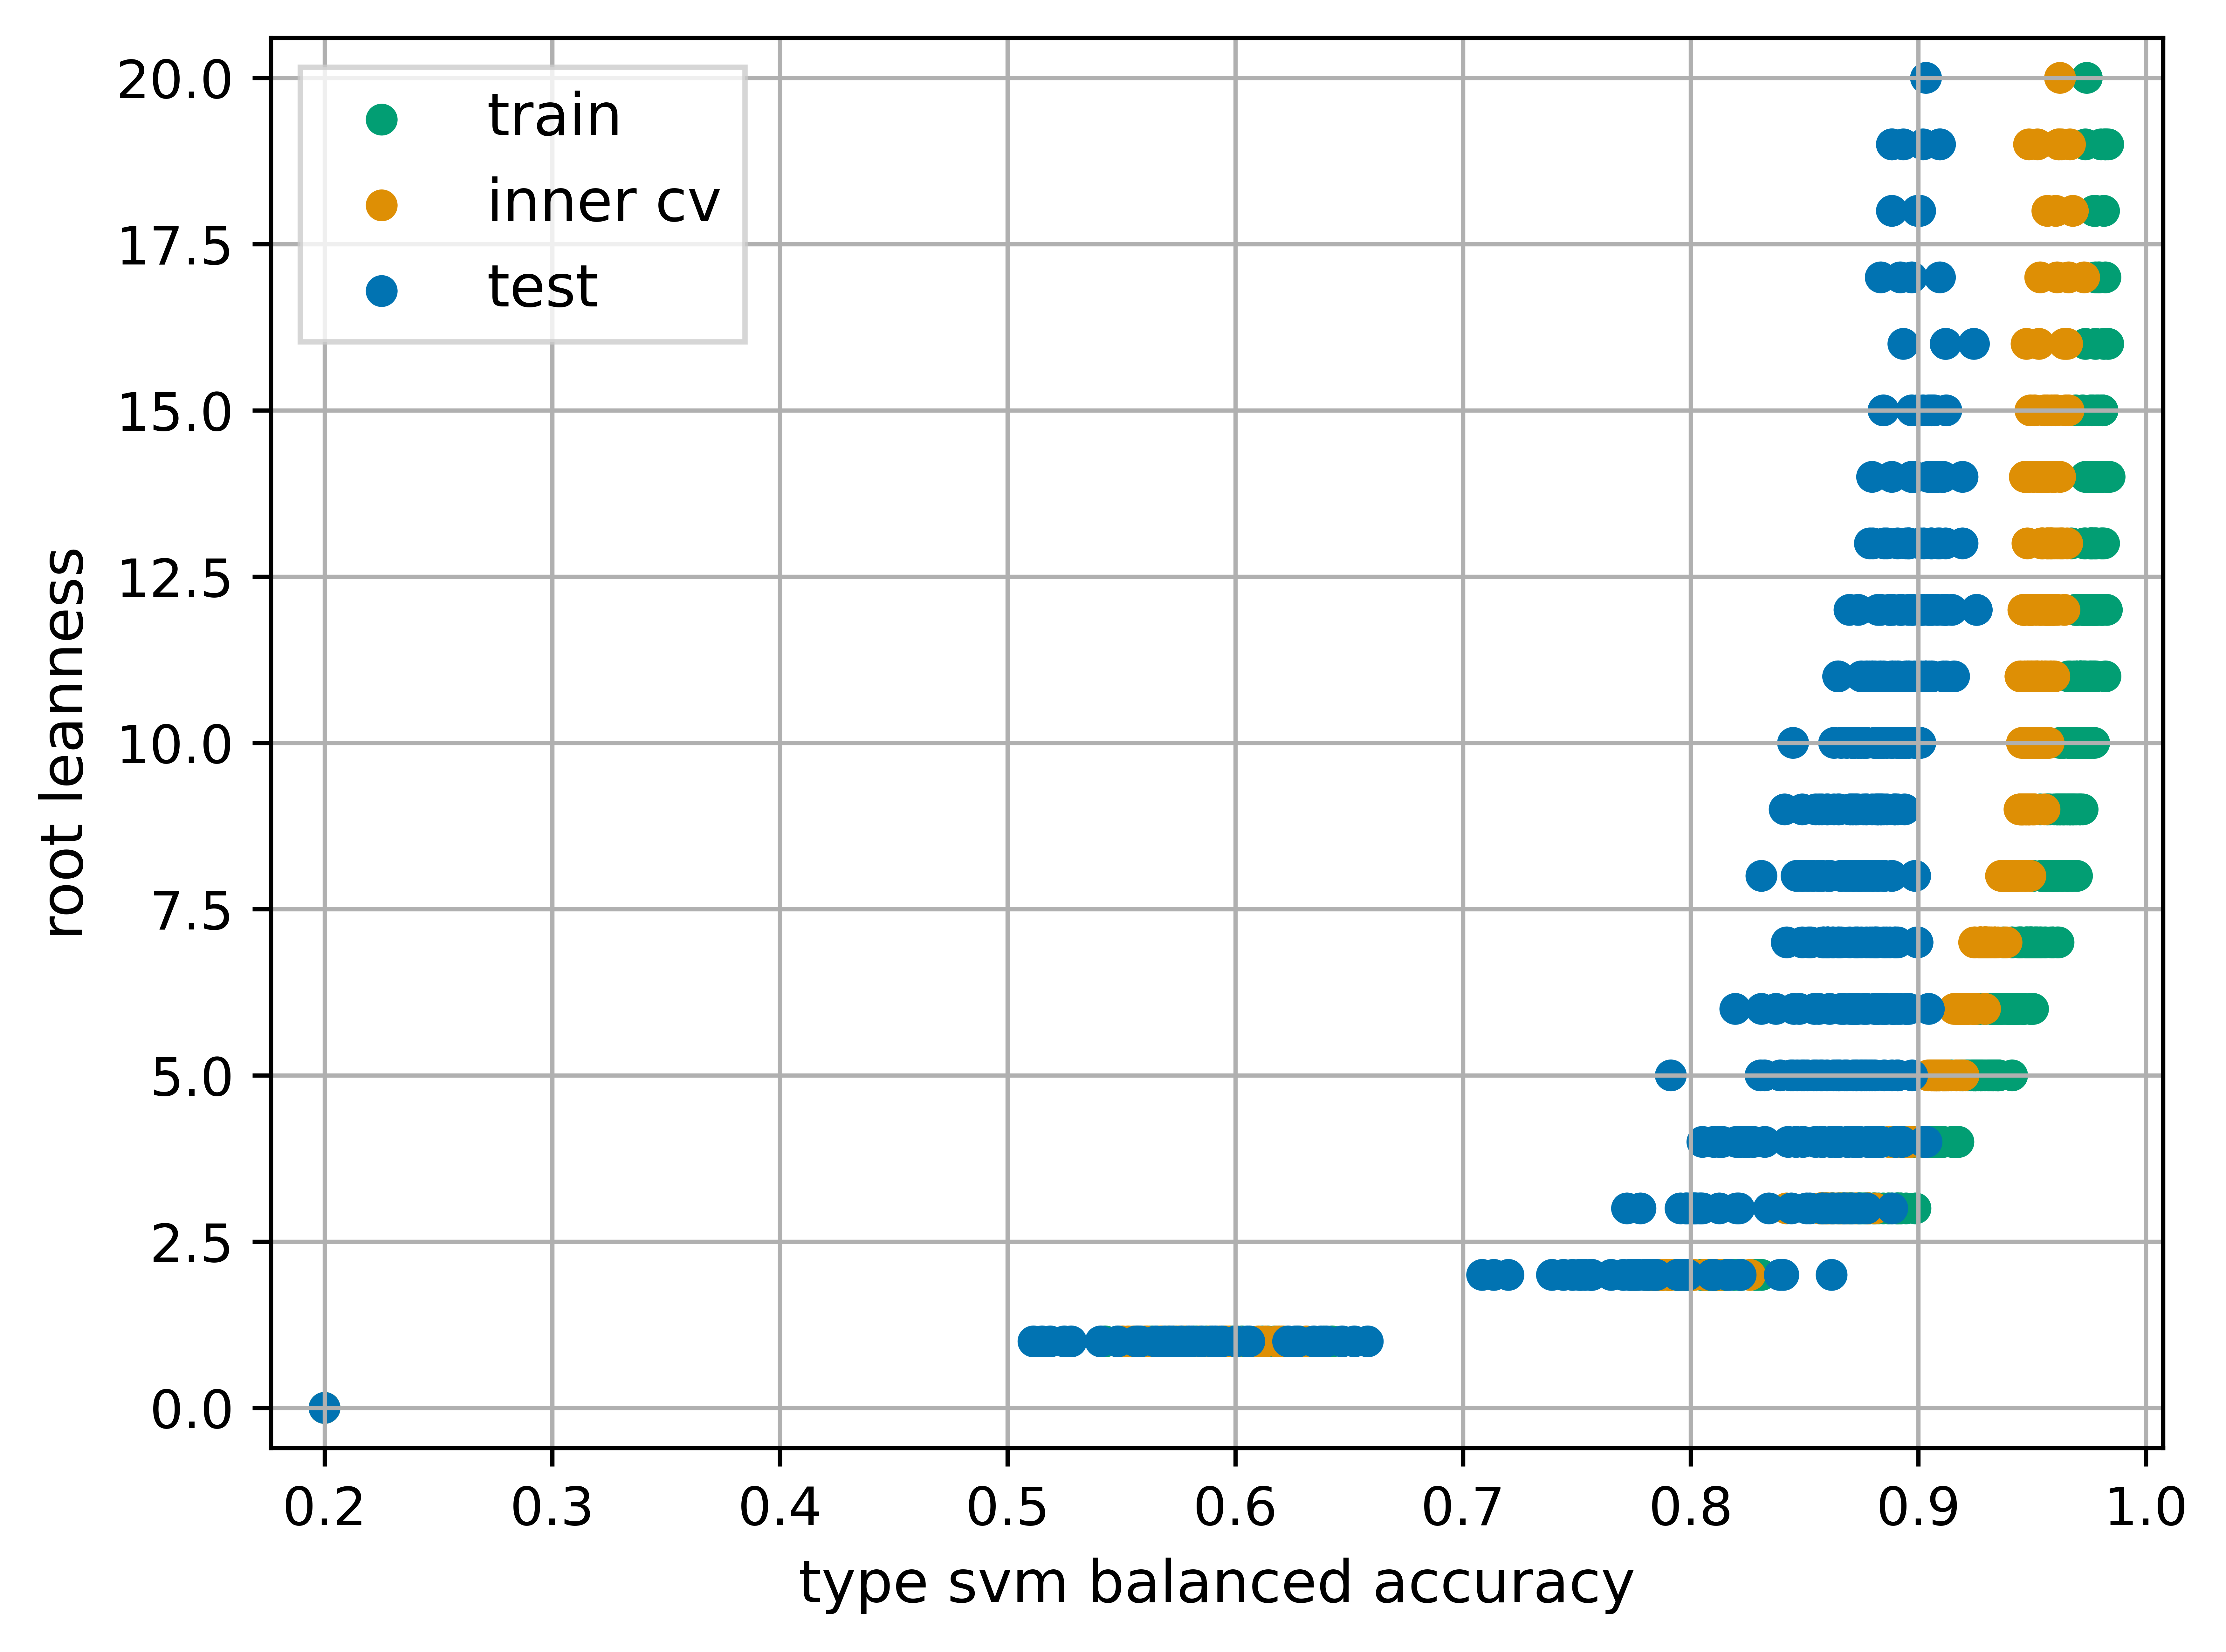 20.0
17.5
15.0
12.5
10.0
7.5
5.0
2.5
0.0
root leanness
train
inner cv
test
0.2 0.3 0.4 0.5 0.6 0.7 0.8 0.9 1.0
type svm balanced accuracy